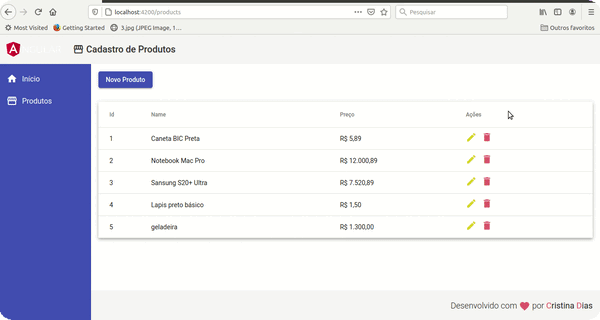 localhost:4200/products
Pesquisar
Most Visited Getting Started 3.jpg (JPEG Image, 1... Outros favoritos
Cadastro de Produtos
Início
Produtos
Novo Produto
Id Name Preço Ações
1 Caneta BIC Preta R$ 5,89
2 Notebook Mac Pro R$ 12.000,89
3 Sansung S20+ Ultra R$ 7.520,89
4 Lapis preto básico R$ 1,50
5 geladeira R$ 1.300,00
Desenvolvido com por Cristina Dias